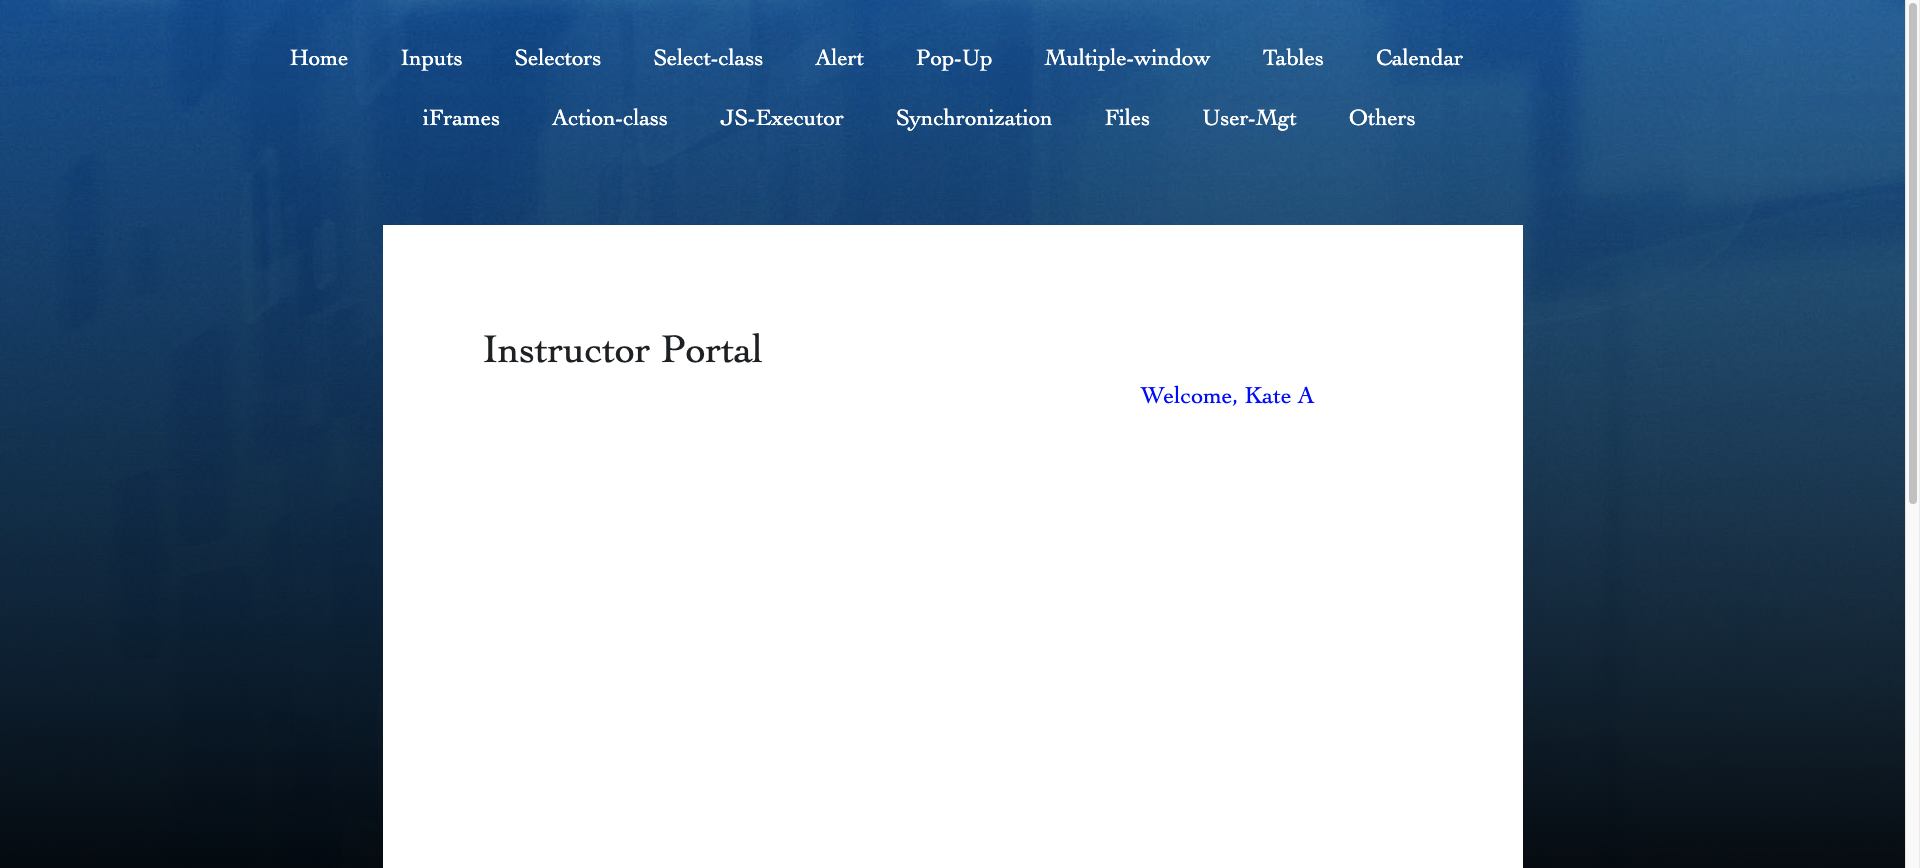 Home Inputs Selectors Select-class Alert Pop-Up Multiple-window Tables Calendar
iFrames Action-class JS-Executor Synchronization Files User-Mgt Others
Instructor Portal
Welcome, Kate A